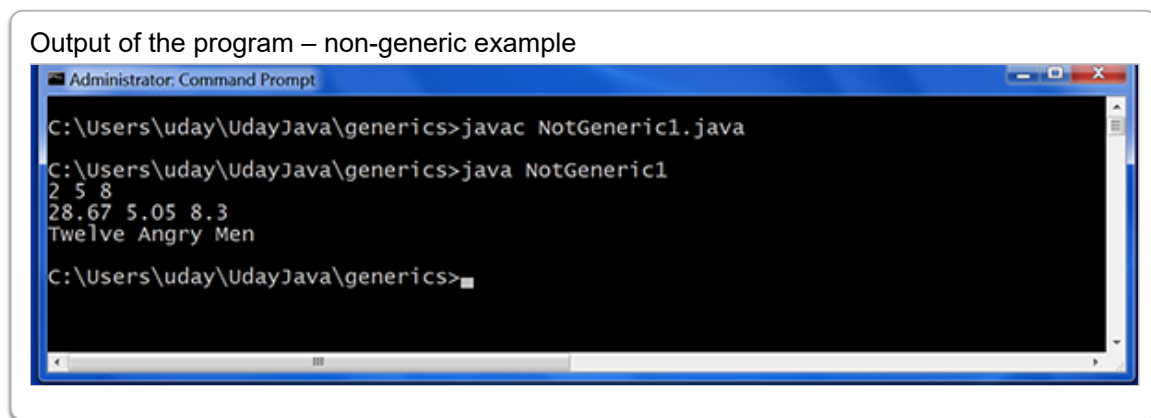 Output of the program – non-generic example
Administrator: Command Prompt
C:\Users\uday\UdayJava\generics>javac NotGeneric1.java
C:\Users\uday\UdayJava\generics>java NotGeneric1
2 5 8
28.67 5.05 8.3
Twelve Angry Men
C:\Users\uday\UdayJava\generics>